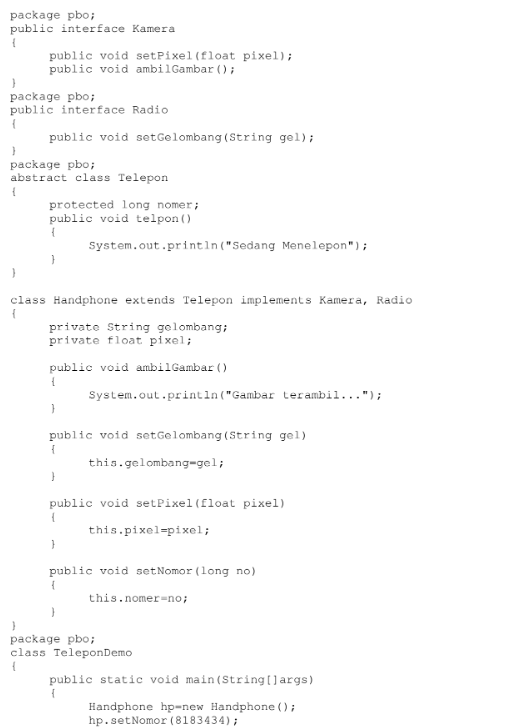 package pbo;
public interface Kamera
{
public void setPixel(float pixel);
public void ambilGambar();
}
package pbo;
public interface Radio
{
public void setGelombang(String gel);
}
package pbo;
abstract class Telepon
{
protected long nomer;
public void telpon()
{
System.out.println("Sedang Menelepon");
}
}
class Handphone extends Telepon implements Kamera, Radio
{
private String gelombang;
private float pixel;
public void ambilGambar()
{
System.out.println("Gambar terambil...");
}
public void setGelombang(String gel)
{
this.gelombang=gel;
}
public void setPixel(float pixel)
{
this.pixel=pixel;
}
public void setNomor(long no)
{
this.nomer=no;
}
}
package pbo;
class TeleponDemo
{
public static void main(String[]args)
{
Handphone hp=new Handphone();
hp.setNomor(8183434);